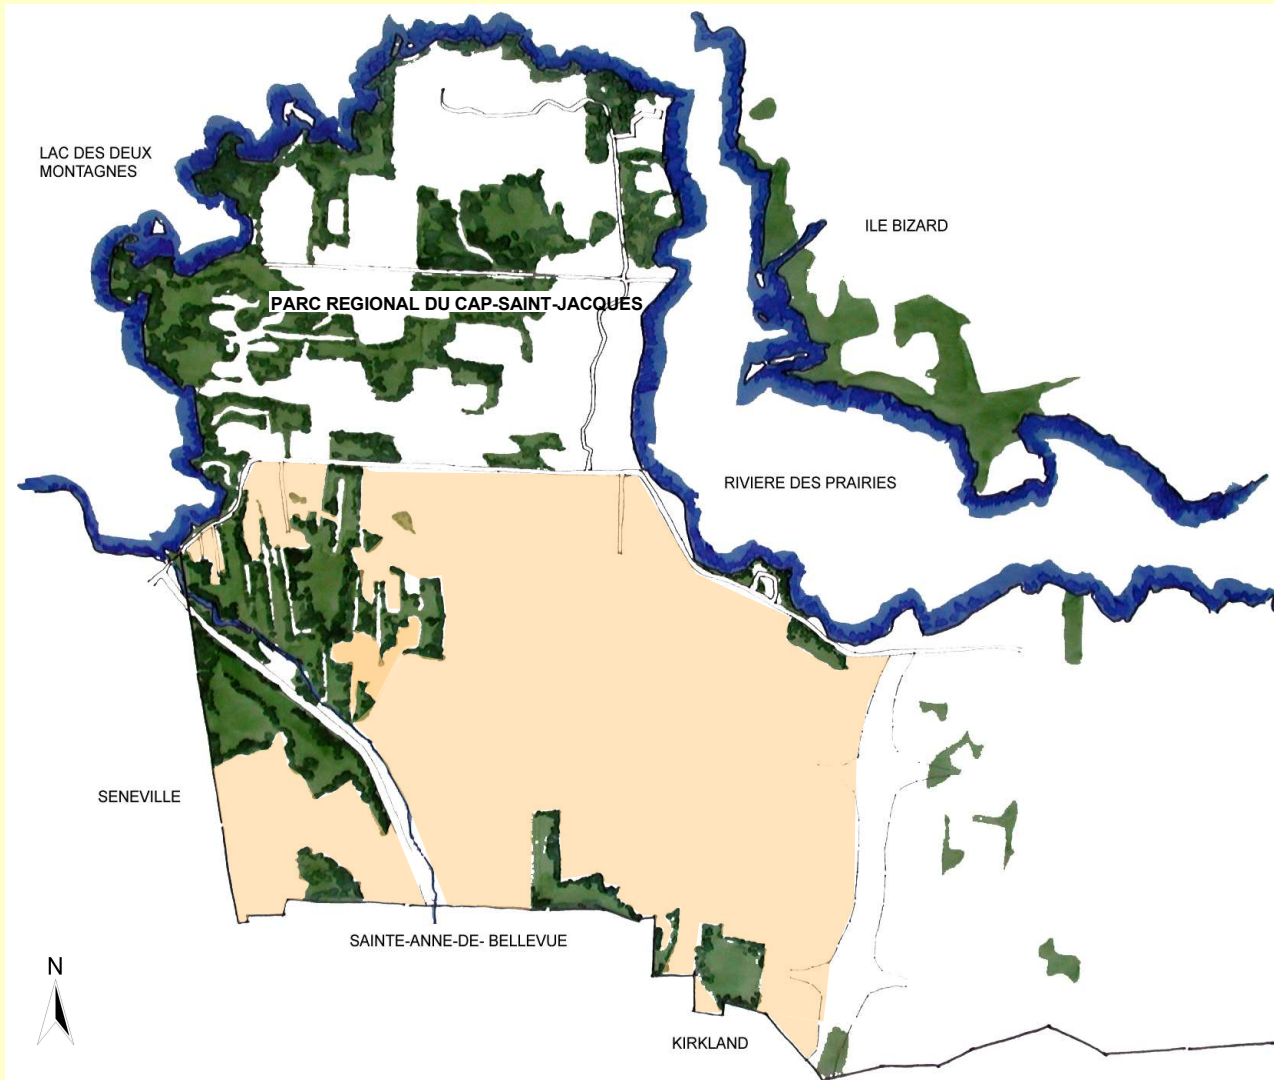 LAC DES DEUX
MONTAGNES
ILE BIZARD
PARC REGIONAL DU CAP-SAINT-JACQUES
RIVIERE DES PRAIRIES
SENEVILLE
SAINTE-ANNE-DE- BELLEVUE
N
KIRKLAND